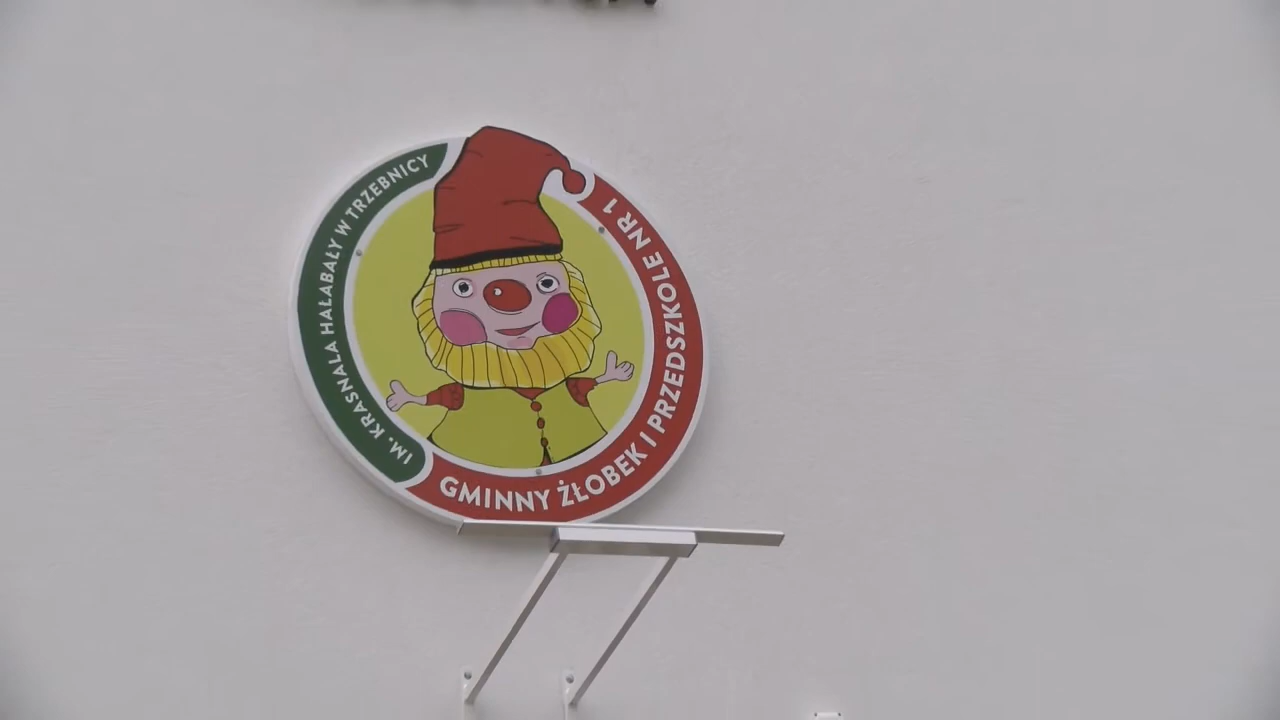 GMINNY ŻŁOBEK I PRZEDSZKOLE NR 1
IM. KRASNALA HAŁABAŁY W TRZEBNICY